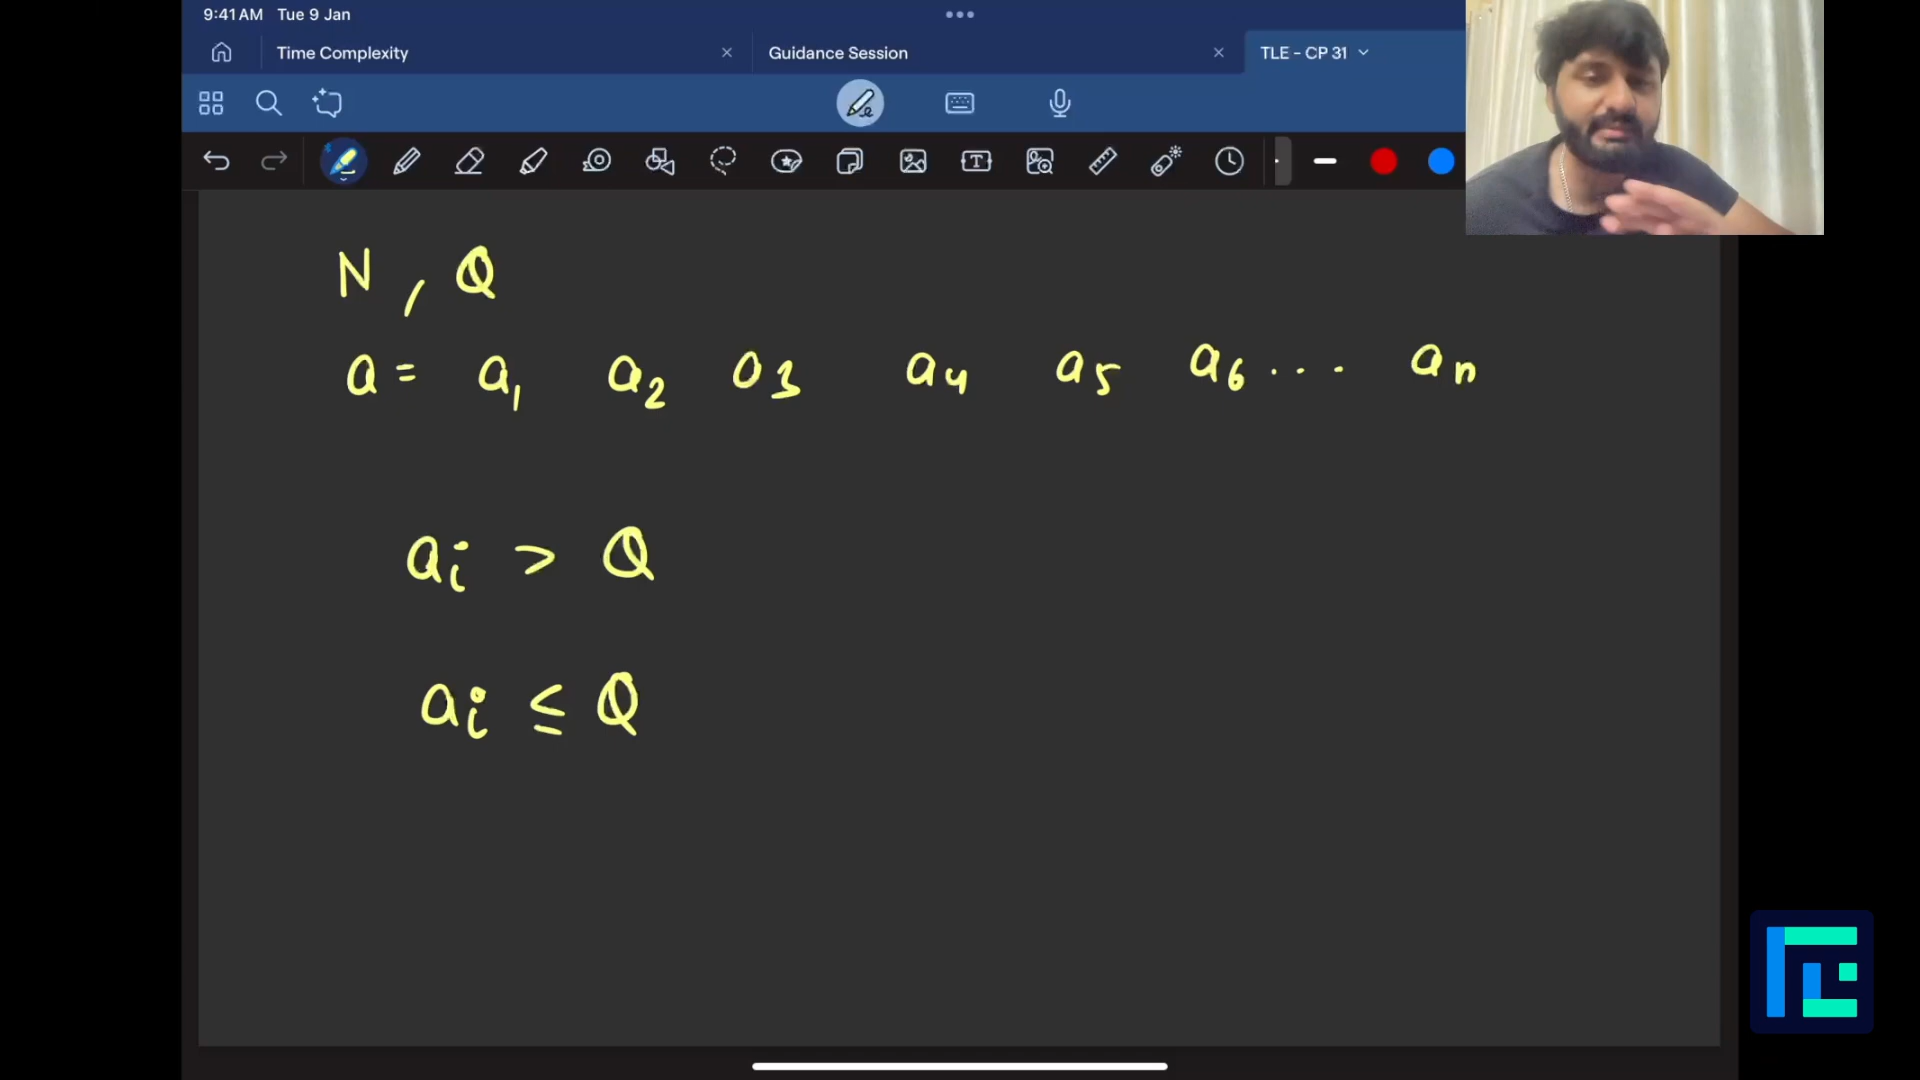 9:41 AM Tue 9 Jan
Time Complexity
Guidance Session
TLE - CP 31
N, Q
a = a₁ a₂ a₃ a₄ a₅ a₆ ... aₙ
aᵢ > Q
aᵢ ≤ Q